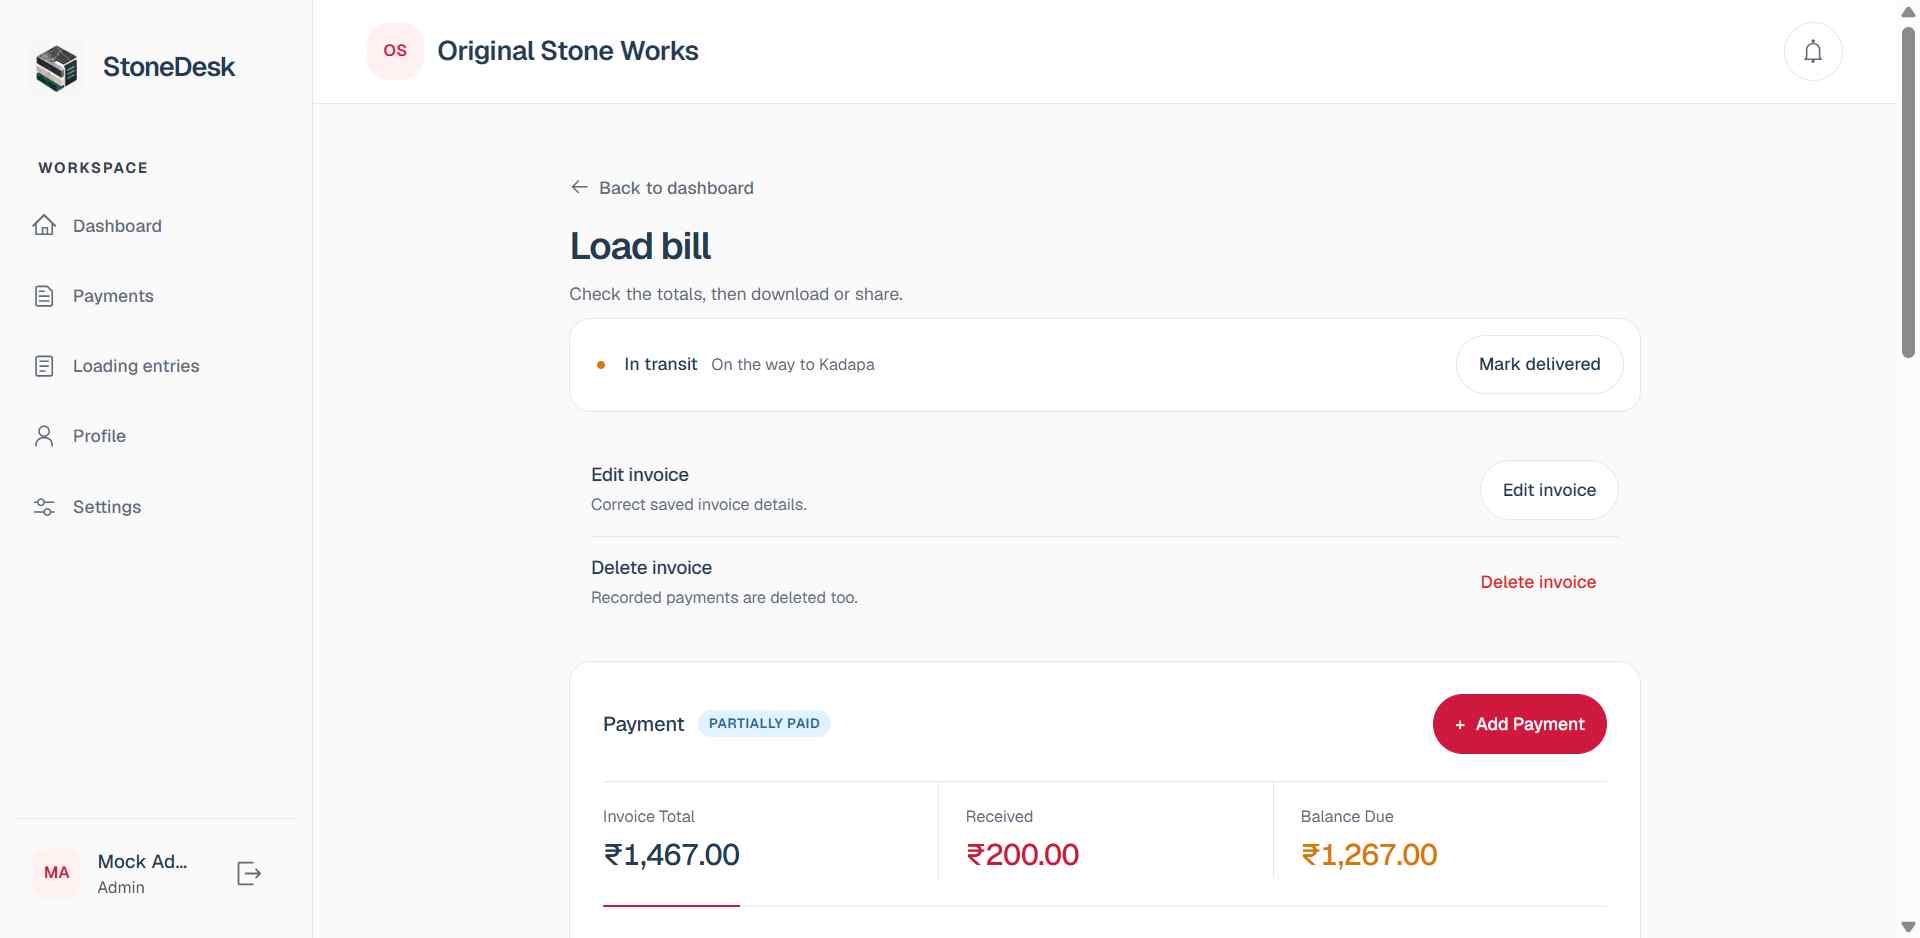 StoneDesk
WORKSPACE
Dashboard
Payments
Loading entries
Profile
Settings
MA
Mock Ad...
Admin
OS
Original Stone Works
Back to dashboard
Load bill
Check the totals, then download or share.
In transit On the way to Kadapa
Mark delivered
Edit invoice
Correct saved invoice details.
Edit invoice
Delete invoice
Recorded payments are deleted too.
Delete invoice
Payment PARTIALLY PAID
+ Add Payment
Invoice Total
₹1,467.00
Received
₹200.00
Balance Due
₹1,267.00